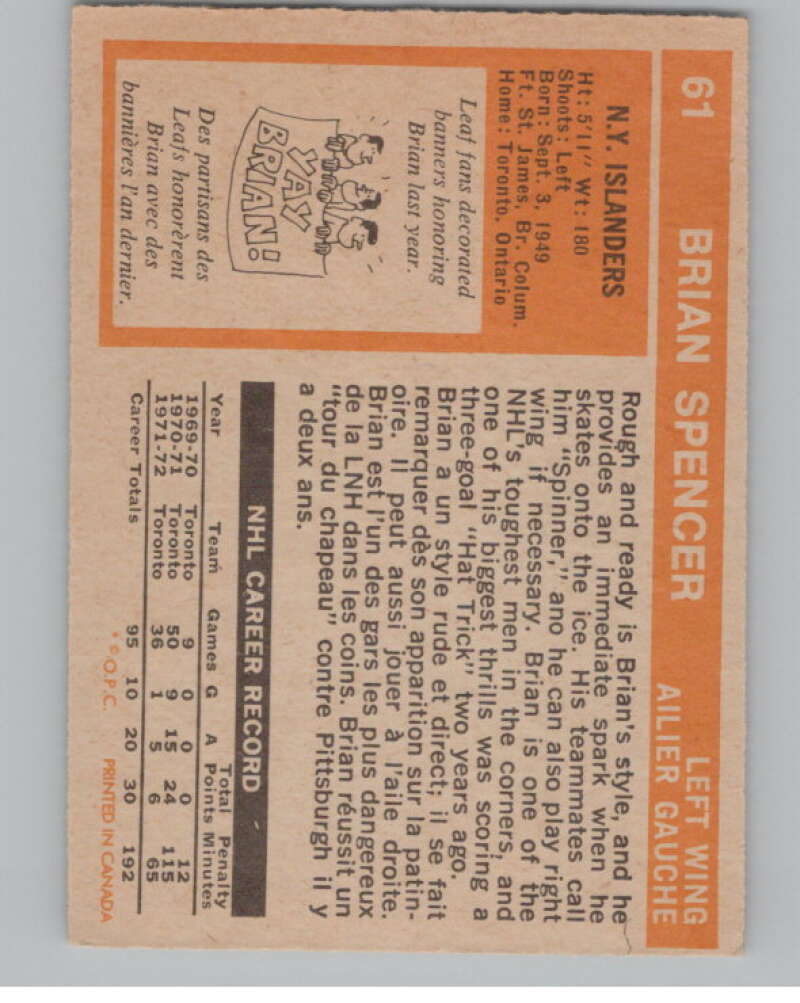 61 BRIAN SPENCER LEFT WING
AILIER GAUCHE
N.Y. ISLANDERS
Ht: 5'11" Wt: 180
Shoots: Left
Born: Sept. 3, 1949
Ft. St. James, Br. Colum.
Home: Toronto, Ontario
Leaf fans decorated
banners honoring
Brian last year.
YAY
BRIAN!
Des partisans des
Leafs honorèrent
Brian avec des
bannières l'an dernier.
Rough and ready is Brian's style, and he
provides an immediate spark when he
skates onto the ice. His teammates call
him "Spinner," ano he can also play right
wing if necessary. Brian is one of the
NHL's toughest men in the corners, and
one of his biggest thrills was scoring a
three-goal "Hat Trick" two years ago.
Brian a un style rude et direct; il se fait
remarquer dès son apparition sur la patin-
oire. Il peut aussi jouer à l'aile droite.
Brian est l'un des gars les plus dangereux
de la LNH dans les coins. Brian réussit un
"tour du chapeau" contre Pittsburgh il y
a deux ans.
NHL CAREER RECORD
Total Penalty
Year Team Games G A Points Minutes
1969-70 Toronto 9 0 0 0 12
1970-71 Toronto 50 9 15 24 115
1971-72 Toronto 36 1 5 6 65
Career Totals 95 10 20 30 192
* © O.P.C. PRINTED IN CANADA